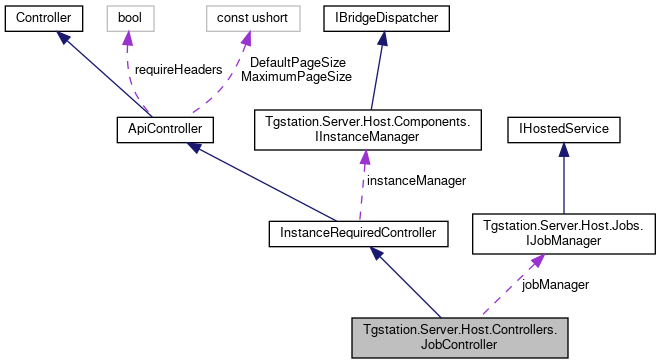 Controller
bool
const ushort
IBridgeDispatcher
requireHeaders
DefaultPageSize
MaximumPageSize
ApiController
Tgstation.Server.Host.Components.
IInstanceManager
IHostedService
instanceManager
InstanceRequiredController
Tgstation.Server.Host.Jobs.
IJobManager
jobManager
Tgstation.Server.Host.Controllers.
JobController